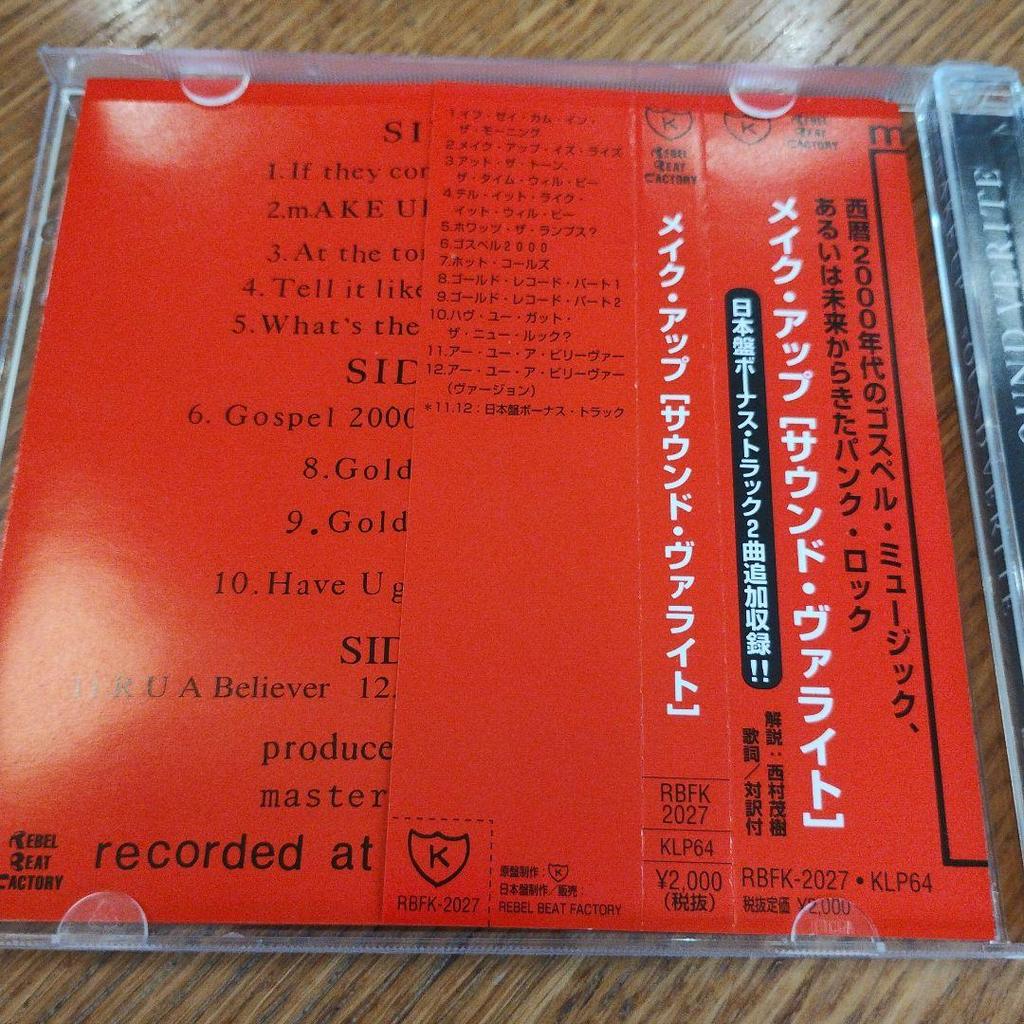 SI
1.If they cor
2.mAKE UP
3. At the to
4.Tell it like
5.What's the
SID
6. Gospel 2000
8.Gold
9.Gold
10.Have U g
SID
11.R U A Believer 12.
produce
master
recorded at
REBEL
BEAT
FACTORY
1.イフ・ゼイ・カム・イン・
ザ・モーニング
2.メイク・アップ・イズ・ライズ
3.アット・ザ・トーン、
ザ・タイム・ウィル・ビー
4.テル・イット・ライク・
イット・ウィル・ビー
5.ホワッツ・ザ・ランプス?
6.ゴスペル2000
7.ホット・コールズ
8.ゴールド・レコード・パート1
9.ゴールド・レコード・パート2
10.ハヴ・ユー・ガット・
ザ・ニュー・ルック?
11.アー・ユー・ア・ビリーヴァー
12.アー・ユー・ア・ビリーヴァー
(ヴァージョン)
*11.12:日本盤ボーナス・トラック
K
RBFK-2027
原盤制作:K
日本盤制作/販売:
REBEL BEAT FACTORY
K
REBEL
BEAT
FACTORY
メイク・アップ [サウンド・ヴァライト]
RBFK
2027
KLP64
¥2,000
(税抜)
K
REBEL
BEAT
FACTORY
m
西暦2000年代のゴスペル・ミュージック、
あるいは未来からきたパンク・ロック
メイク・アップ [サウンド・ヴァライト]
日本盤ボーナス・トラック2曲追加収録!!
解説:西村茂樹
歌詞/対訳付
RBFK-2027・KLP64
税抜定価 ¥2,000